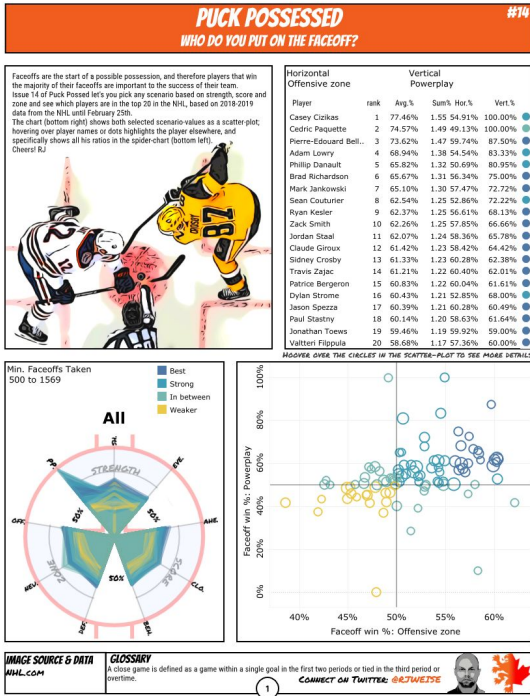 PUCK POSSESSED
#14
WHO DO YOU PUT ON THE FACEOFF?
Faceoffs are the start of a possible possession, and therefore players that win
the majority of their faceoffs are important to the success of their team.
Issue 14 of Puck Possed let's you pick any scenario based on strength, score and
zone and see which players are in the top 20 in the NHL, based on 2018-2019
data from the NHL until February 25th.
The chart (bottom right) shows both selected scenario-values as a scatter-plot;
hovering over player names or dots highlights the player elsewhere, and
specifically shows all his ratios in the spider-chart (bottom left).
Cheers! RJ
12
12
CROSBY
87
Horizontal Vertical
Offensive zone Powerplay
Player rank Avg.% Sum% Hor.% Vert.%
Casey Cizikas 1 77.46% 1.55 54.91% 100.00%
Cedric Paquette 2 74.57% 1.49 49.13% 100.00%
Pierre-Edouard Bell.. 3 73.62% 1.47 59.74% 87.50%
Adam Lowry 4 68.94% 1.38 54.54% 83.33%
Phillip Danault 5 65.82% 1.32 50.69% 80.95%
Brad Richardson 6 65.67% 1.31 56.34% 75.00%
Mark Jankowski 7 65.10% 1.30 57.47% 72.72%
Sean Couturier 8 62.54% 1.25 52.86% 72.22%
Ryan Kesler 9 62.37% 1.25 56.61% 68.13%
Zack Smith 10 62.26% 1.25 57.85% 66.66%
Jordan Staal 11 62.07% 1.24 58.36% 65.78%
Claude Giroux 12 61.42% 1.23 58.42% 64.42%
Sidney Crosby 13 61.33% 1.23 60.28% 62.38%
Travis Zajac 14 61.21% 1.22 60.40% 62.01%
Patrice Bergeron 15 60.83% 1.22 60.04% 61.61%
Dylan Strome 16 60.43% 1.21 52.85% 68.00%
Jason Spezza 17 60.39% 1.21 60.28% 60.49%
Paul Stastny 18 60.14% 1.20 58.63% 61.64%
Jonathan Toews 19 59.46% 1.19 59.92% 59.00%
Valtteri Filppula 20 58.68% 1.17 57.36% 60.00%
HOOVER OVER THE CIRCLES IN THE SCATTER-PLOT TO SEE MORE DETAILS
Min. Faceoffs Taken
500 to 1569
Best
Strong
In between
Weaker
All
SH.
PP.
EVE.
STRENGTH
50%
50%
OFF.
AHE.
ZONE
SCORE
NEU.
CLO.
50%
DEF.
BEH.
Faceoff win %: Powerplay
100%
80%
60%
40%
20%
0%
40% 45% 50% 55% 60%
Faceoff win %: Offensive zone
IMAGE SOURCE & DATA
NHL.COM
GLOSSARY
A close game is defined as a game within a single goal in the first two periods or tied in the third period or
overtime.
CONNECT ON TWITTER: @RJWEISE
1